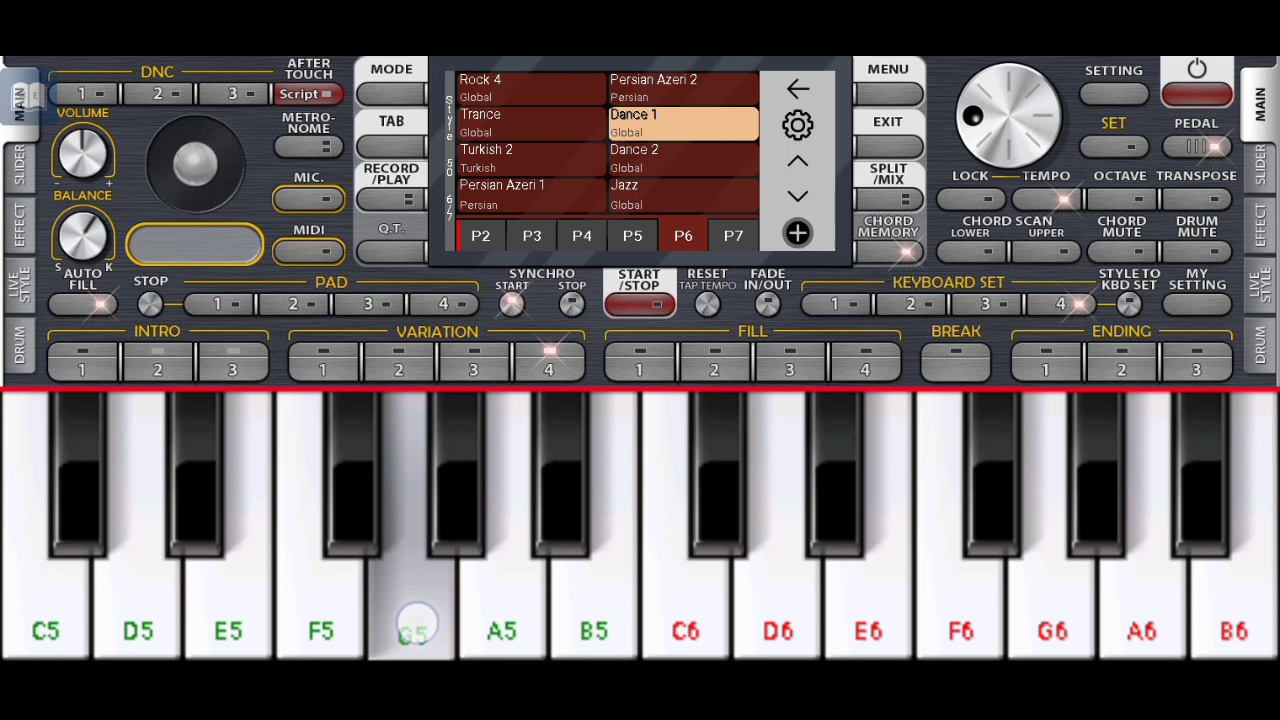 DNC
AFTER
TOUCH
1 2 3 Script
VOLUME
- +
BALANCE
S K
METRO-
NOME
MIC.
MIDI
MAIN
SLIDER
EFFECT
LIVE
STYLE
DRUM
MODE
TAB
RECORD
/PLAY
Q.T.
Style
Rock 4
Global
Persian Azeri 2
Persian
Trance
Global
Dance 1
Global
Turkish 2
Turkish
Dance 2
Global
Persian Azeri 1
Persian
Jazz
Global
P2 P3 P4 P5 P6 P7
MENU
EXIT
SPLIT
/MIX
CHORD
MEMORY
SETTING
SET
PEDAL
LOCK TEMPO OCTAVE TRANSPOSE
CHORD SCAN
LOWER UPPER
CHORD
MUTE
DRUM
MUTE
MAIN
SLIDER
EFFECT
LIVE
STYLE
DRUM
AUTO
FILL
STOP
PAD
1 2 3 4
SYNCHRO
START STOP
START
/STOP
RESET
TAP TEMPO
FADE
IN/OUT
KEYBOARD SET
1 2 3 4
STYLE TO
KBD SET
MY
SETTING
INTRO
1 2 3
VARIATION
1 2 3 4
FILL
1 2 3 4
BREAK
ENDING
1 2 3
C5 D5 E5 F5 G5 A5 B5 C6 D6 E6 F6 G6 A6 B6